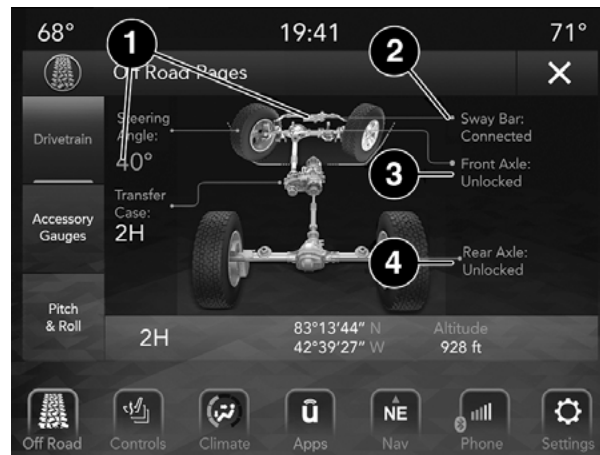 68°
19:41
71°
1
2
Off Road Pages
X
Drivetrain
Steering
Angle:
40°
Sway Bar:
Connected
3
Front Axle:
Unlocked
Accessory
Gauges
Transfer
Case:
2H
4
Rear Axle:
Unlocked
Pitch
& Roll
2H
83°13'44" N
42°39'27" W
Altitude
928 ft
Off Road
Controls
Climate
ū
Apps
NE
Nav
Phone
Settings